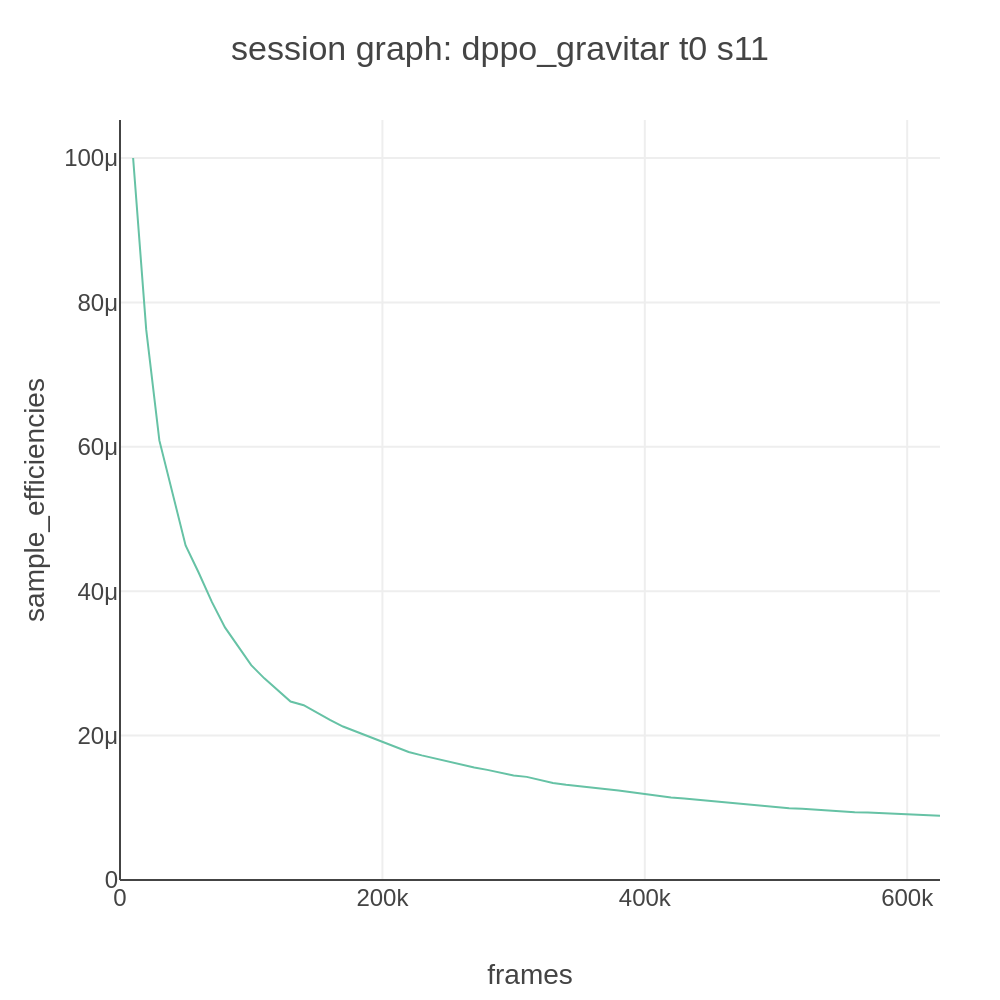 session graph: dppo_gravitar t0 s11
100μ
80μ
60μ
40μ
20μ
0
0
200k
400k
600k
sample_efficiencies
frames